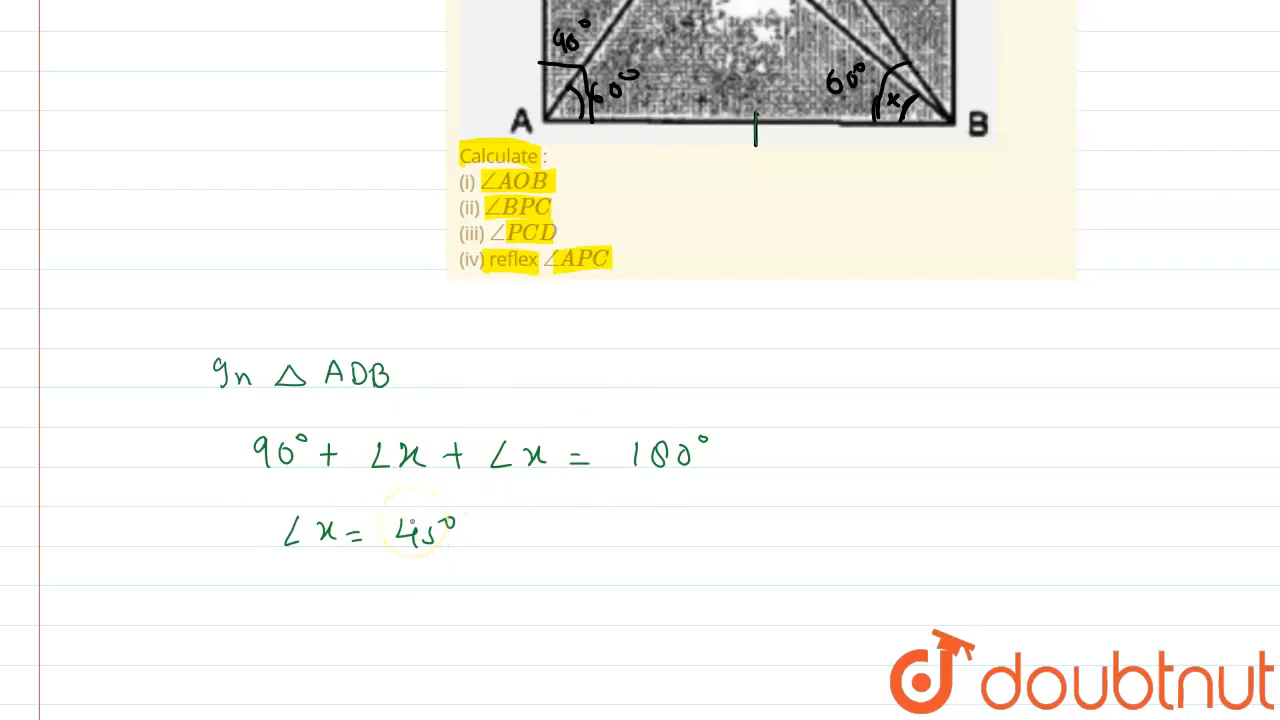 90°
60°
60°
x
A
B
Calculate :
(i) ∠AOB
(ii) ∠BPC
(iii) ∠PCD
(iv) reflex ∠APC
In △ ADB
90° + ∠x + ∠x = 180°
∠x = 45°
doubtnut